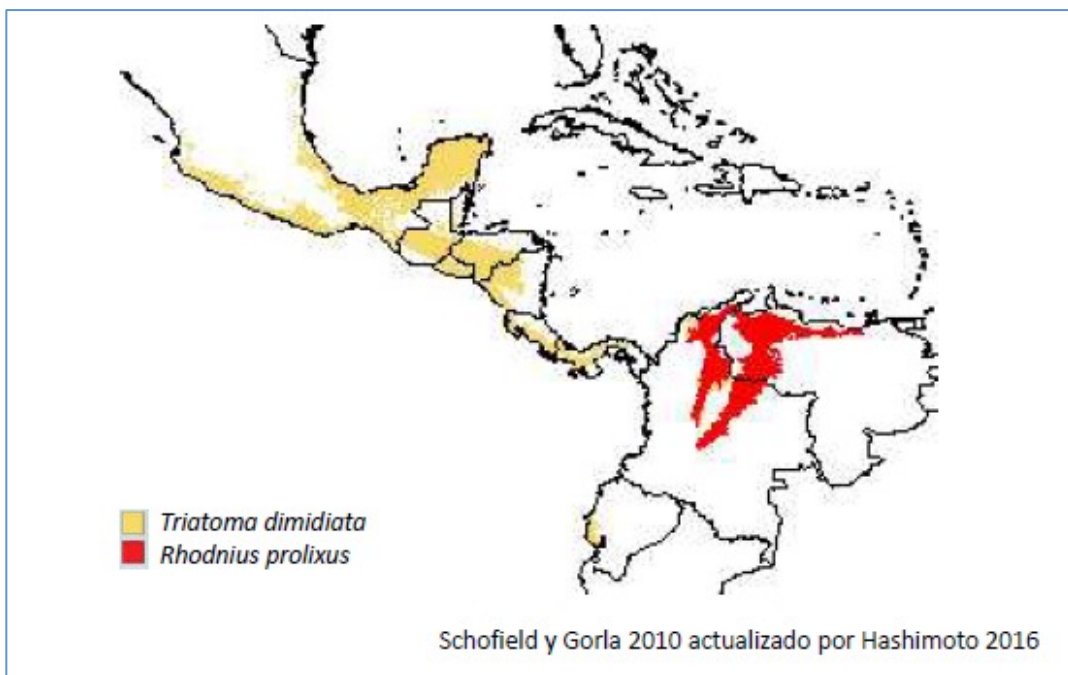 Triatoma dimidiata
Rhodnius prolixus
Schofield y Gorla 2010 actualizado por Hashimoto 2016